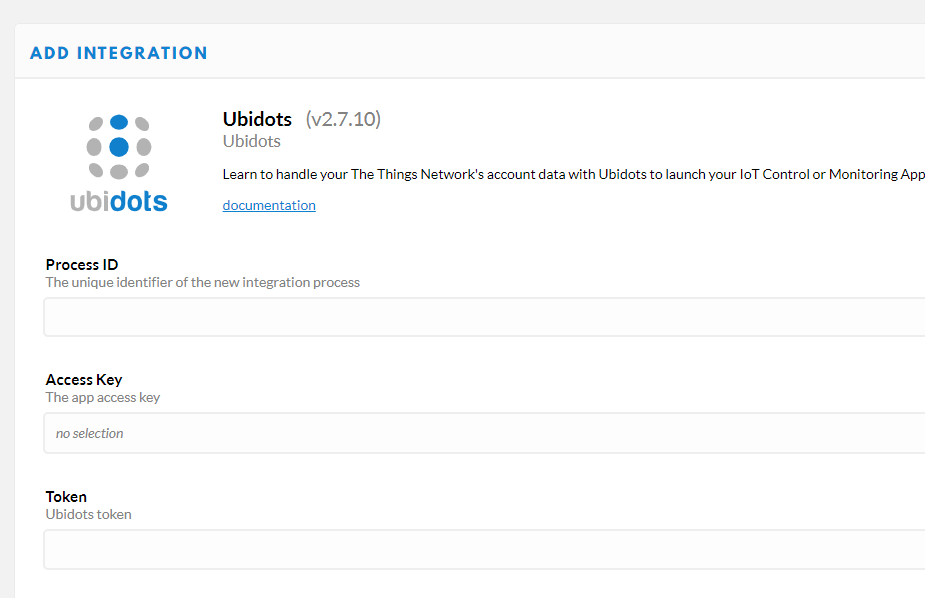 ADD INTEGRATION
ubidots
Ubidots (v2.7.10)
Ubidots
Learn to handle your The Things Network's account data with Ubidots to launch your IoT Control or Monitoring App
documentation
Process ID
The unique identifier of the new integration process
Access Key
The app access key
no selection
Token
Ubidots token